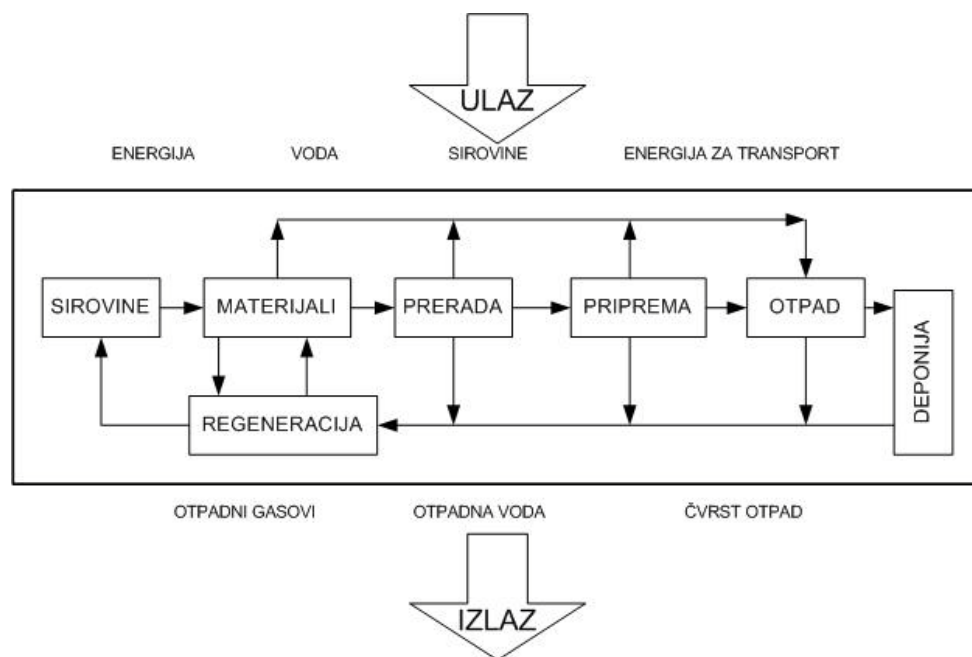 ULAZ
ENERGIJA VODA SIROVINE ENERGIJA ZA TRANSPORT
SIROVINE MATERIJALI PRERADA PRIPREMA OTPAD
DEPONIJA
REGENERACIJA
OTPADNI GASOVI OTPADNA VODA ČVRST OTPAD
IZLAZ